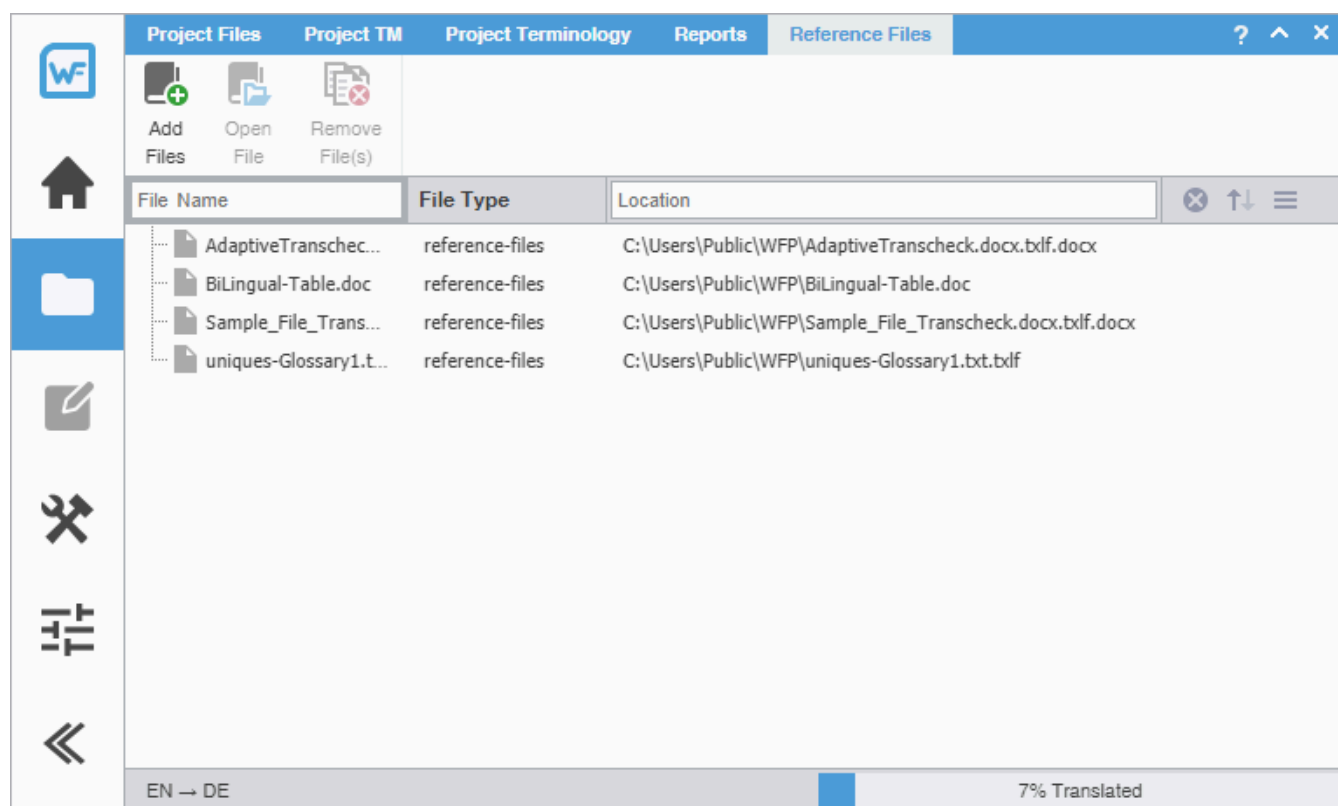 WF
Project Files Project TM Project Terminology Reports Reference Files ? ^ ×
Add Files
Open File
Remove File(s)
File Name File Type Location
AdaptiveTranschec... reference-files C:\Users\Public\WFP\AdaptiveTranscheck.docx.txlf.docx
BiLingual-Table.doc reference-files C:\Users\Public\WFP\BiLingual-Table.doc
Sample_File_Trans... reference-files C:\Users\Public\WFP\Sample_File_Transcheck.docx.txlf.docx
uniques-Glossary1.t... reference-files C:\Users\Public\WFP\uniques-Glossary1.txt.txlf
EN → DE 7% Translated